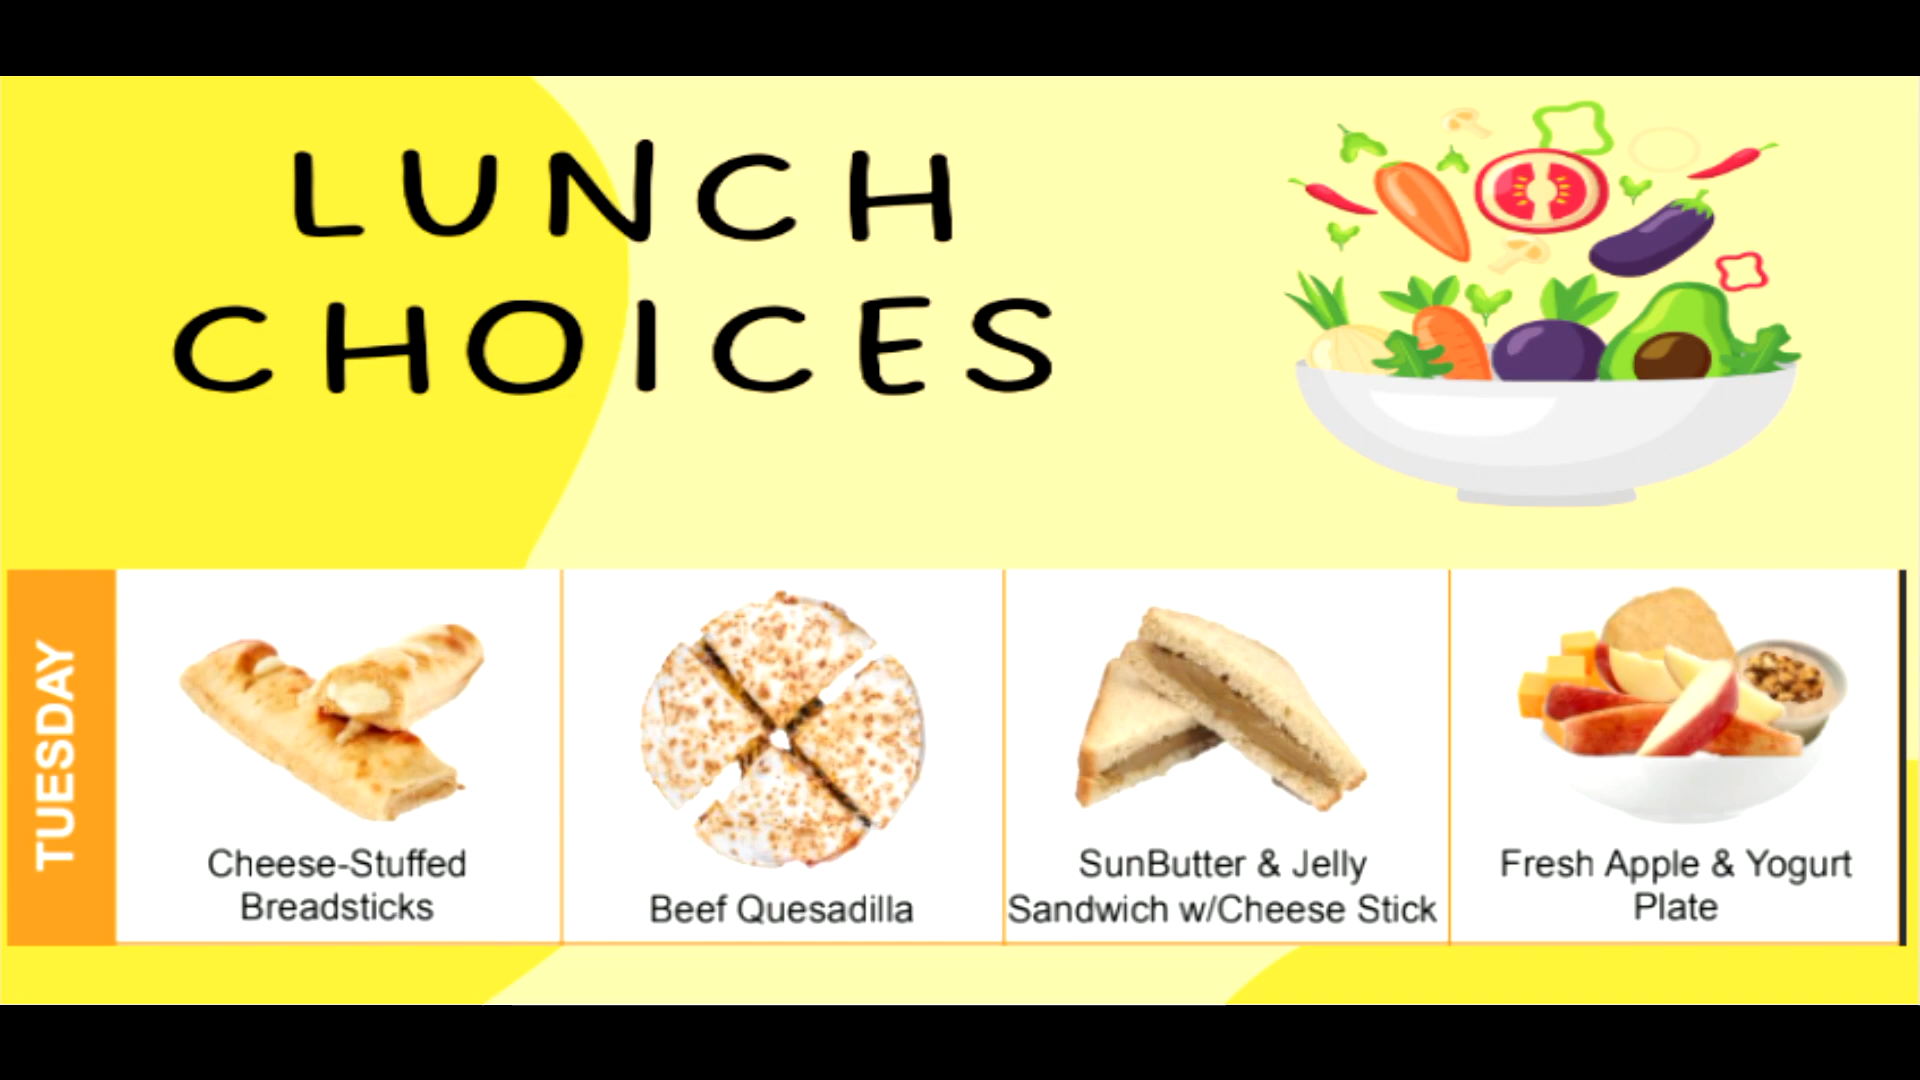 LUNCH
CHOICES
TUESDAY
Cheese-Stuffed
Breadsticks
Beef Quesadilla
SunButter & Jelly
Sandwich w/Cheese Stick
Fresh Apple & Yogurt
Plate